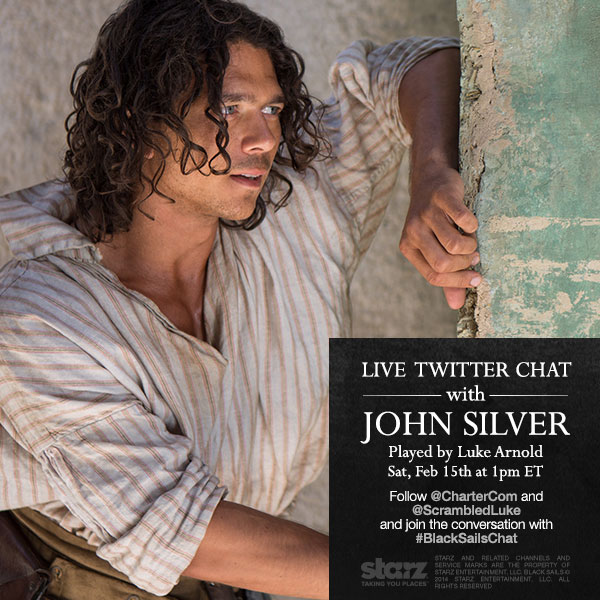 LIVE TWITTER CHAT
with
JOHN SILVER
Played by Luke Arnold
Sat, Feb 15th at 1pm ET
Follow @CharterCom and
@ScrambledLuke
and join the conversation with
#BlackSailsChat
starz
TAKING YOU PLACES
STARZ AND RELATED CHANNELS AND
SERVICE MARKS ARE THE PROPERTY OF
STARZ ENTERTAINMENT, LLC. BLACK SAILS ©
2014 STARZ ENTERTAINMENT, LLC. ALL
RIGHTS RESERVED